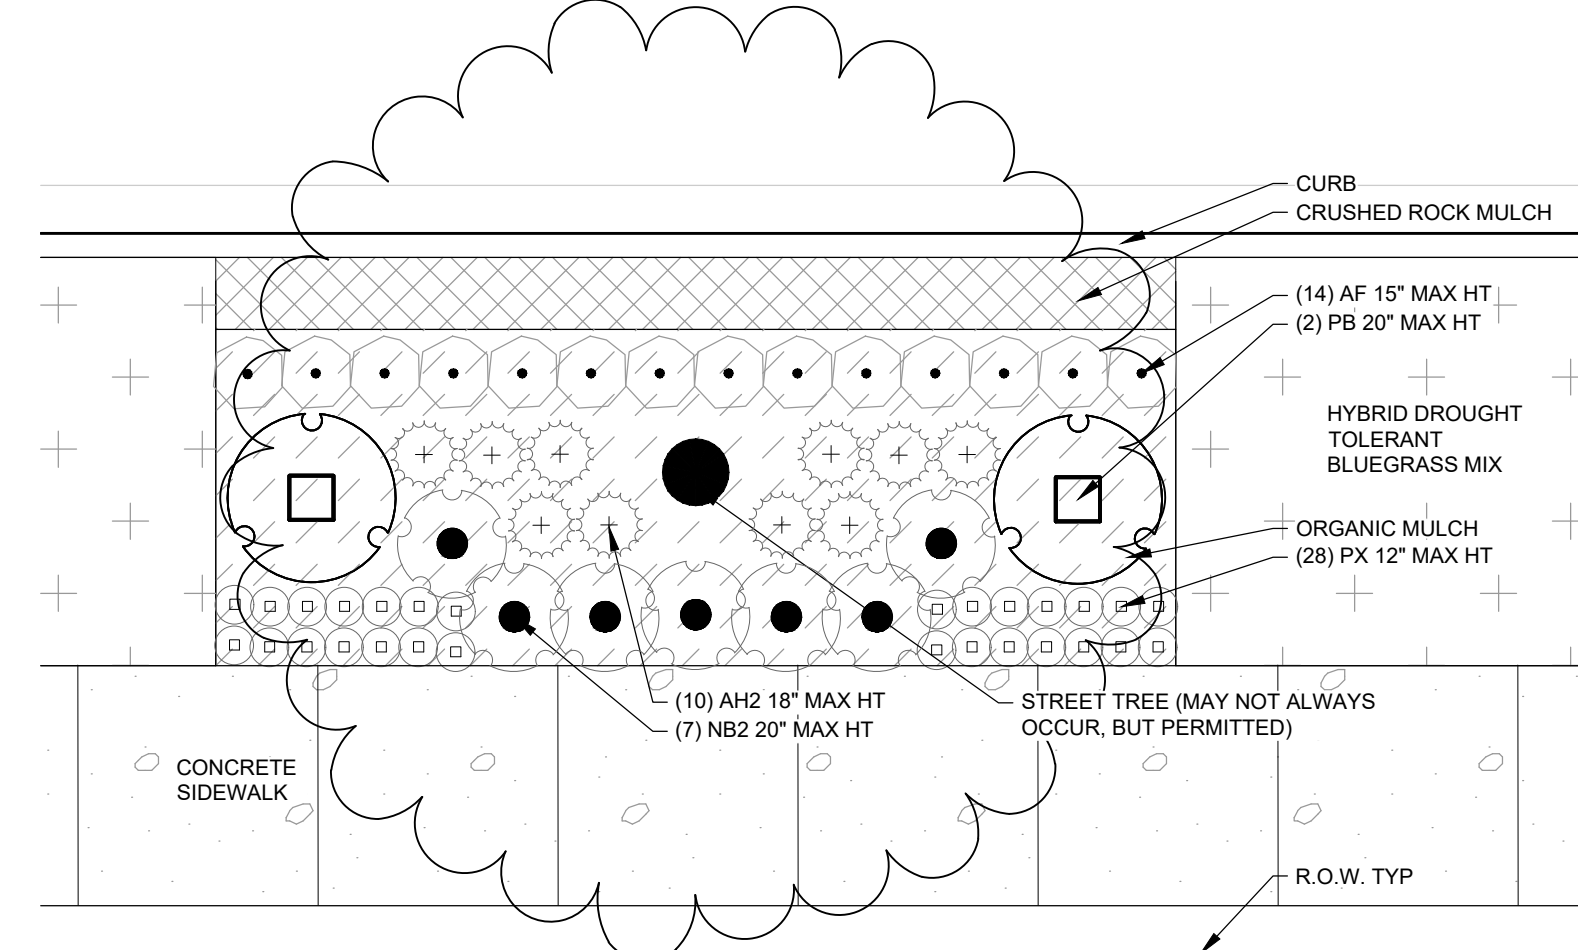 CURB
CRUSHED ROCK MULCH
(14) AF 15" MAX HT
(2) PB 20" MAX HT
HYBRID DROUGHT
TOLERANT
BLUEGRASS MIX
ORGANIC MULCH
(28) PX 12" MAX HT
(10) AH2 18" MAX HT
(7) NB2 20" MAX HT
STREET TREE (MAY NOT ALWAYS
OCCUR, BUT PERMITTED)
CONCRETE
SIDEWALK
R.O.W. TYP